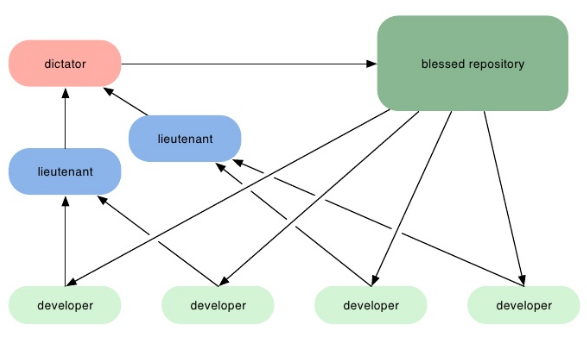 dictator
blessed repository
lieutenant
lieutenant
developer
developer
developer
developer